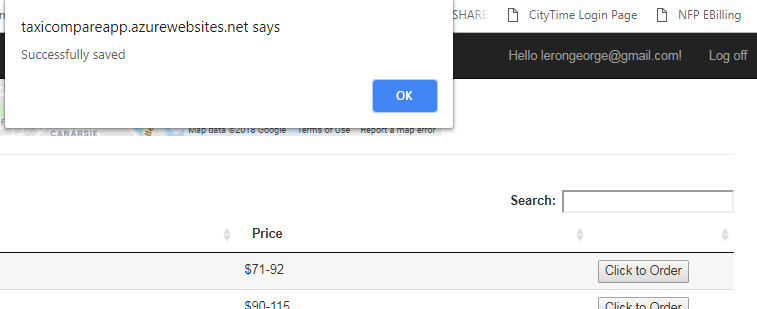 taxicompareapp.azurewebsites.net says
Successfully saved
OK
SHARE
CityTime Login Page
NFP EBilling
Hello lerongeorge@gmail.com!
Log off
CANARSIE
Map data ©2018 Google
Terms of Use
Report a map error
Search:
Price
$71-92
Click to Order
$90-115
Click to Order